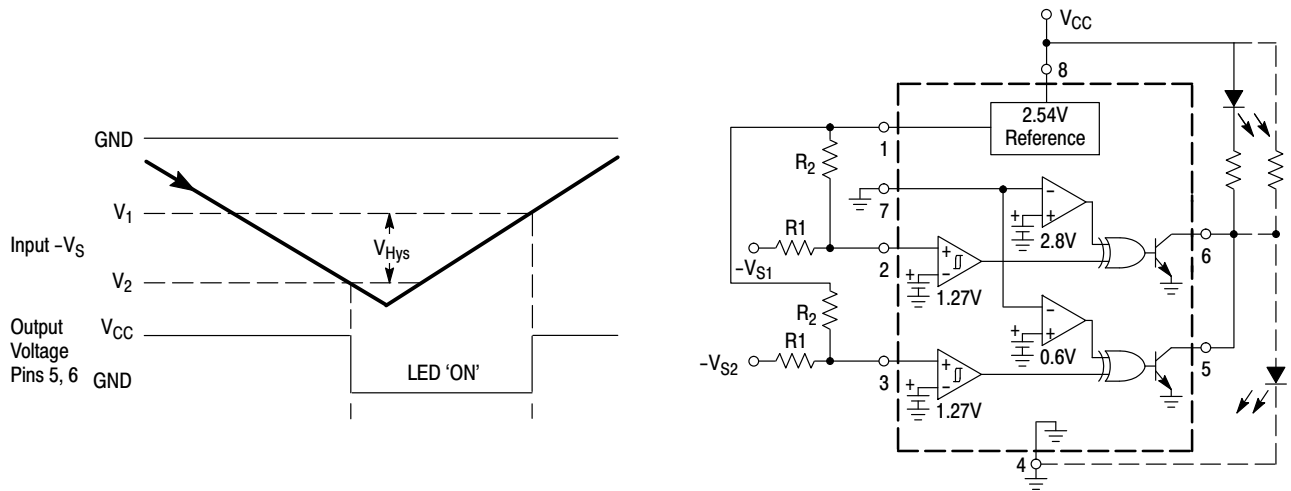 GND
V1
Input –VS
VHys
V2
Output
Voltage
Pins 5, 6
VCC
GND
LED ‘ON’
VCC
8
2.54V
Reference
1
R2
7
–
+
+
2.8V
6
R1
–VS1
2
+
–
+
1.27V
R2
–
+
+
0.6V
5
R1
–VS2
3
+
–
+
1.27V
4